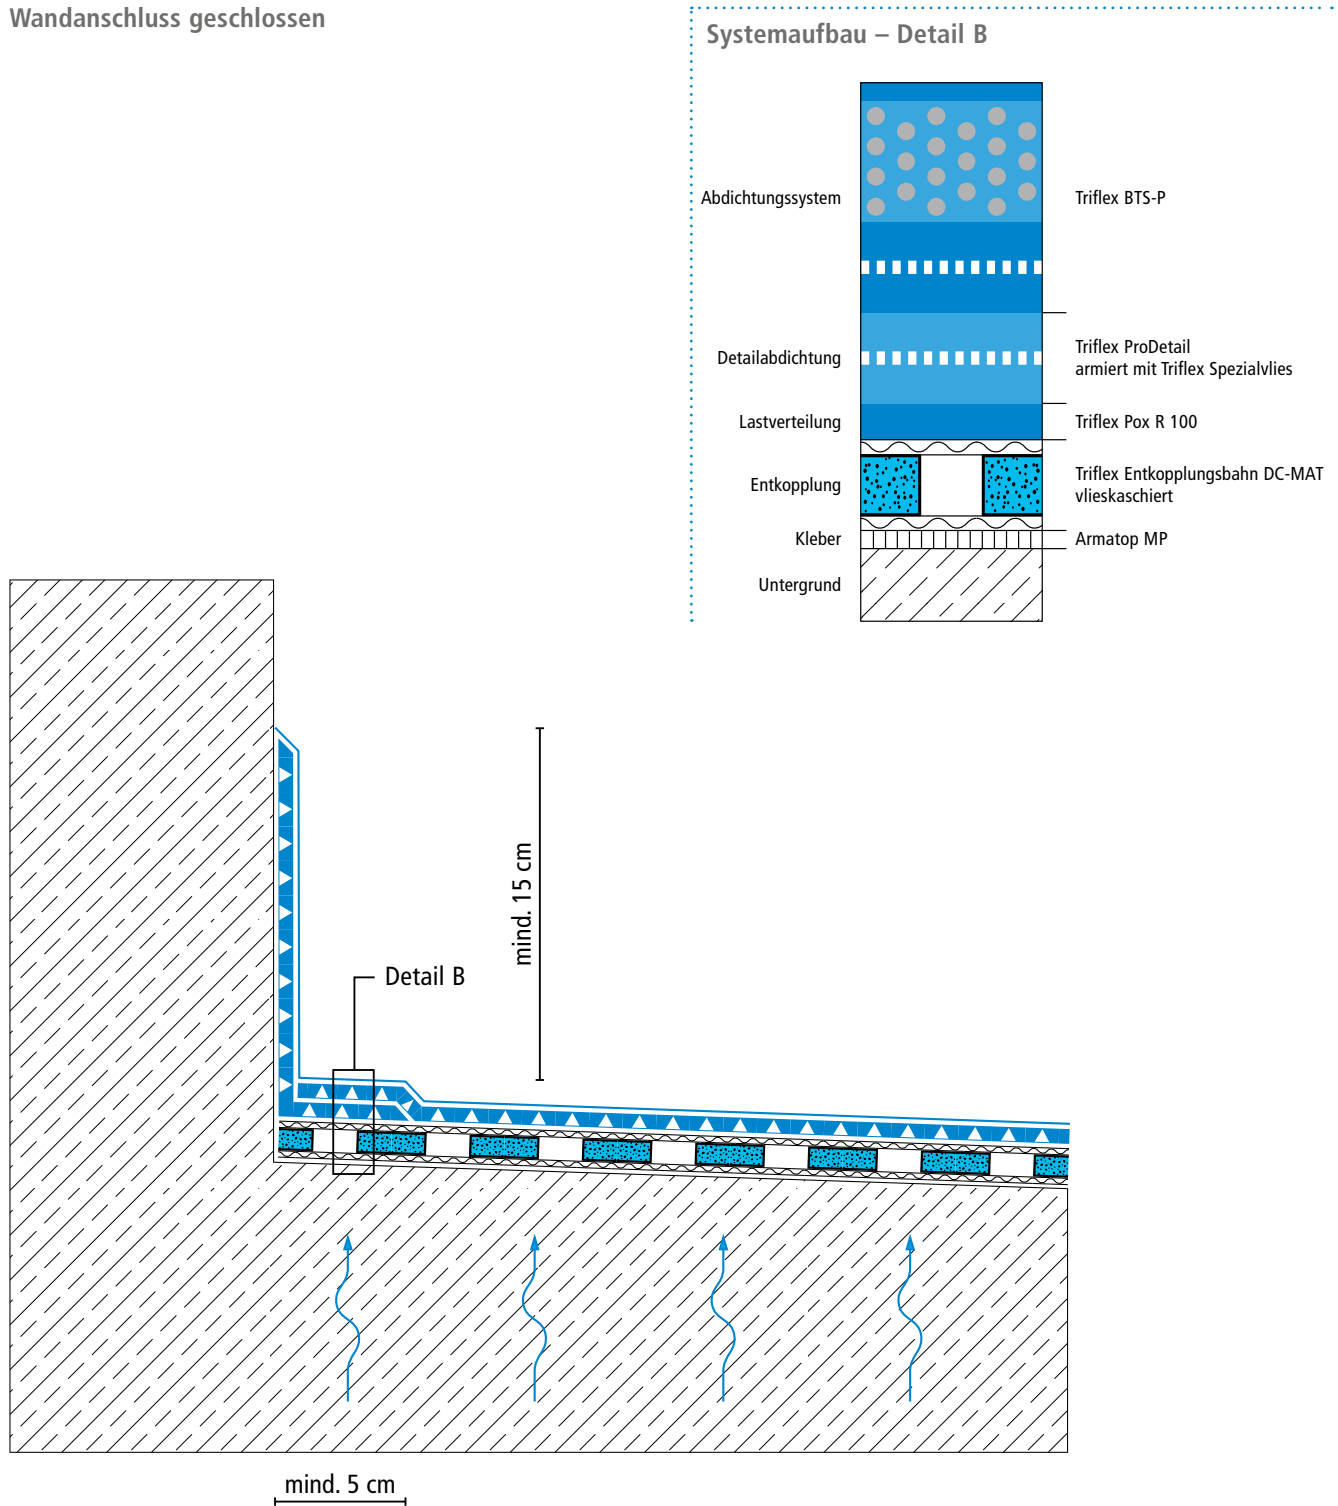 Wandanschluss geschlossen
Systemaufbau – Detail B
Abdichtungssystem
Triflex BTS-P
Detailabdichtung
Triflex ProDetail
armiert mit Triflex Spezialvlies
Lastverteilung
Triflex Pox R 100
Entkopplung
Triflex Entkopplungsbahn DC-MAT
vlieskaschiert
Kleber
Armatop MP
Untergrund
mind. 15 cm
Detail B
mind. 5 cm